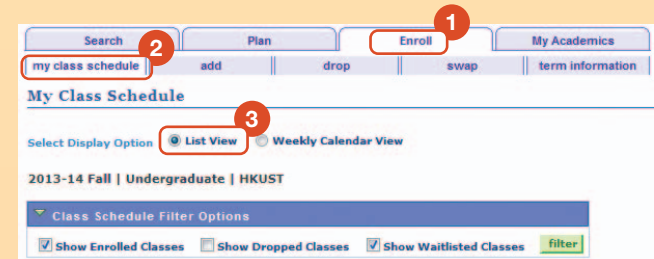 1
Search Plan Enroll My Academics
2
my class schedule add drop swap term information
My Class Schedule
3
Select Display Option List View Weekly Calendar View
2013-14 Fall | Undergraduate | HKUST
Class Schedule Filter Options
Show Enrolled Classes Show Dropped Classes Show Waitlisted Classes filter